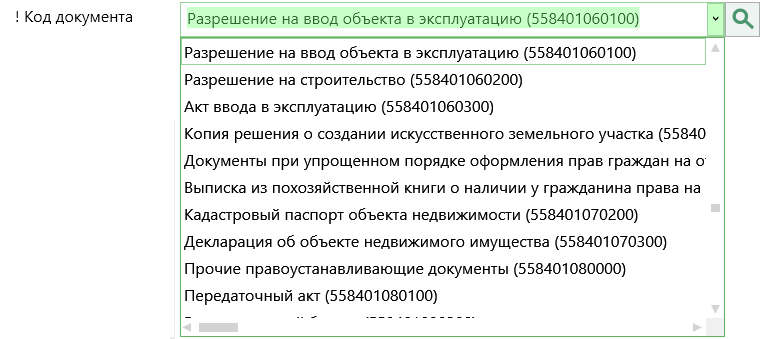 ! Код документа
Разрешение на ввод объекта в эксплуатацию (558401060100)
Разрешение на ввод объекта в эксплуатацию (558401060100)
Разрешение на строительство (558401060200)
Акт ввода в эксплуатацию (558401060300)
Копия решения о создании искусственного земельного участка (55840
Документы при упрощенном порядке оформления прав граждан на от
Выписка из похозяйственной книги о наличии у гражданина права на
Кадастровый паспорт объекта недвижимости (558401070200)
Декларация об объекте недвижимого имущества (558401070300)
Прочие правоустанавливающие документы (558401080000)
Передаточный акт (558401080100)